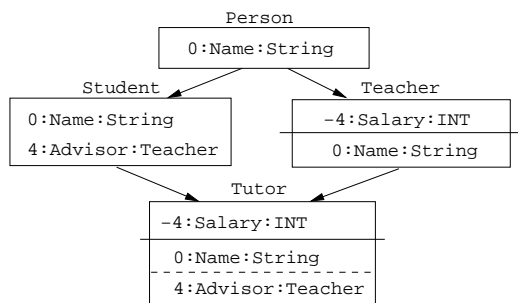 Person
0:Name:String
Student
0:Name:String
4:Advisor:Teacher
Teacher
-4:Salary:INT
0:Name:String
Tutor
-4:Salary:INT
0:Name:String
4:Advisor:Teacher